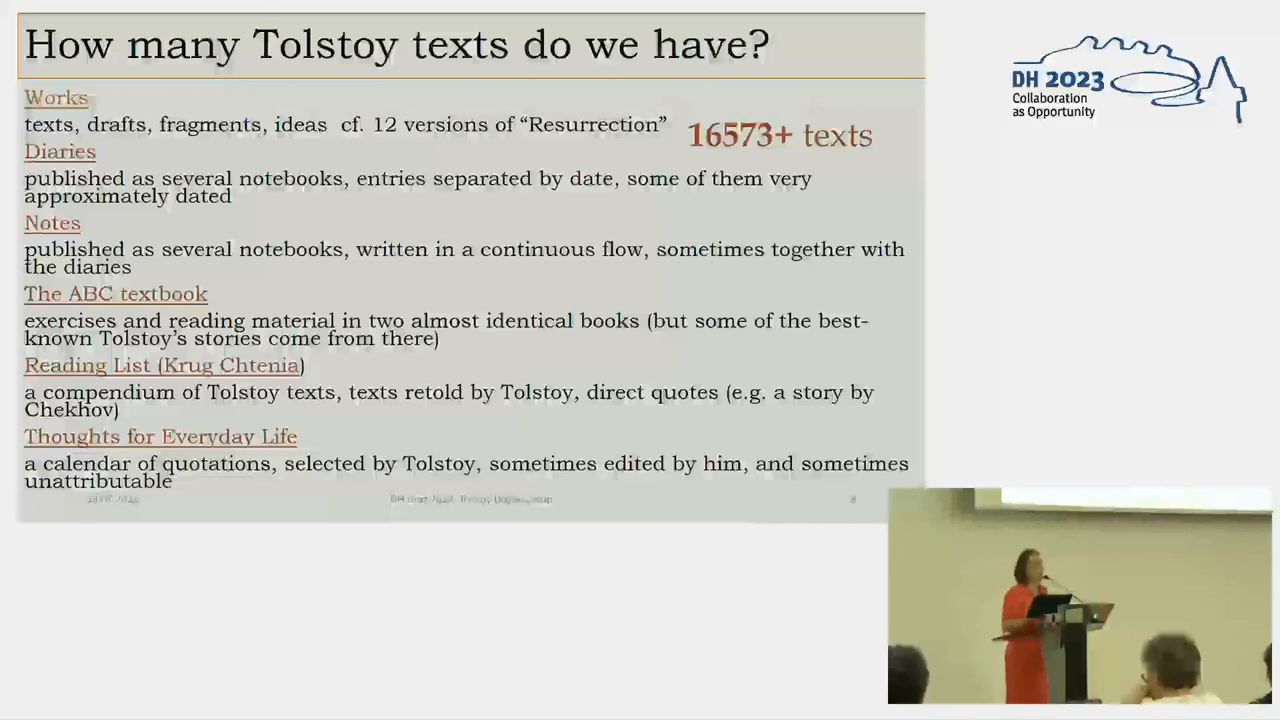 How many Tolstoy texts do we have?
Works
texts, drafts, fragments, ideas cf. 12 versions of “Resurrection”
16573+ texts
Diaries
published as several notebooks, entries separated by date, some of them very
approximately dated
Notes
published as several notebooks, written in a continuous flow, sometimes together with
the diaries
The ABC textbook
exercises and reading material in two almost identical books (but some of the best-
known Tolstoy’s stories come from there)
Reading List (Krug Chtenia)
a compendium of Tolstoy texts, texts retold by Tolstoy, direct quotes (e.g. a story by
Chekhov)
Thoughts for Everyday Life
a calendar of quotations, selected by Tolstoy, sometimes edited by him, and sometimes
unattributable
8
DH 2023
Collaboration
as Opportunity